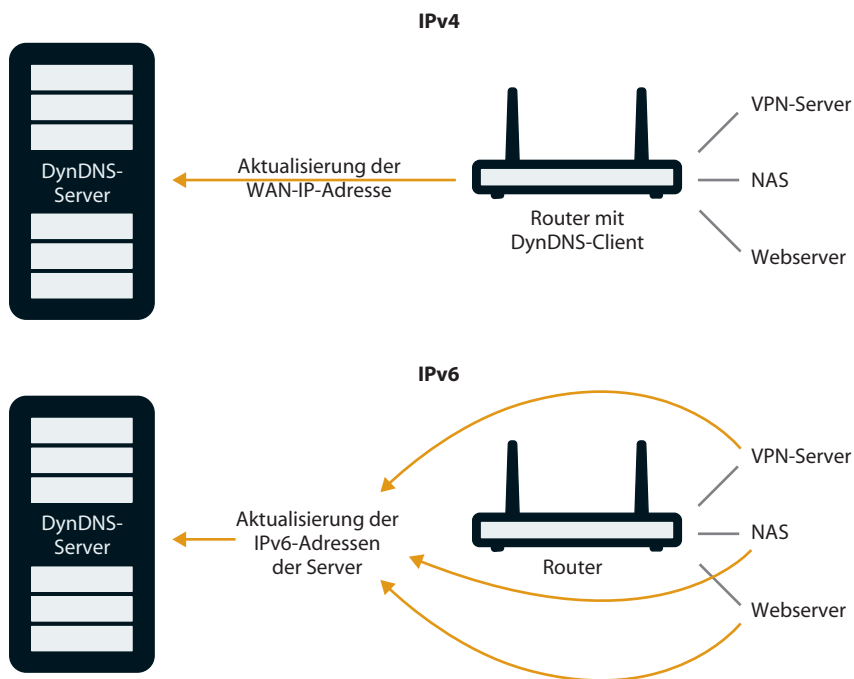 IPv4
DynDNS-
Server
Aktualisierung der
WAN-IP-Adresse
Router mit
DynDNS-Client
VPN-Server
NAS
Webserver
IPv6
DynDNS-
Server
Aktualisierung der
IPv6-Adressen
der Server
Router
VPN-Server
NAS
Webserver